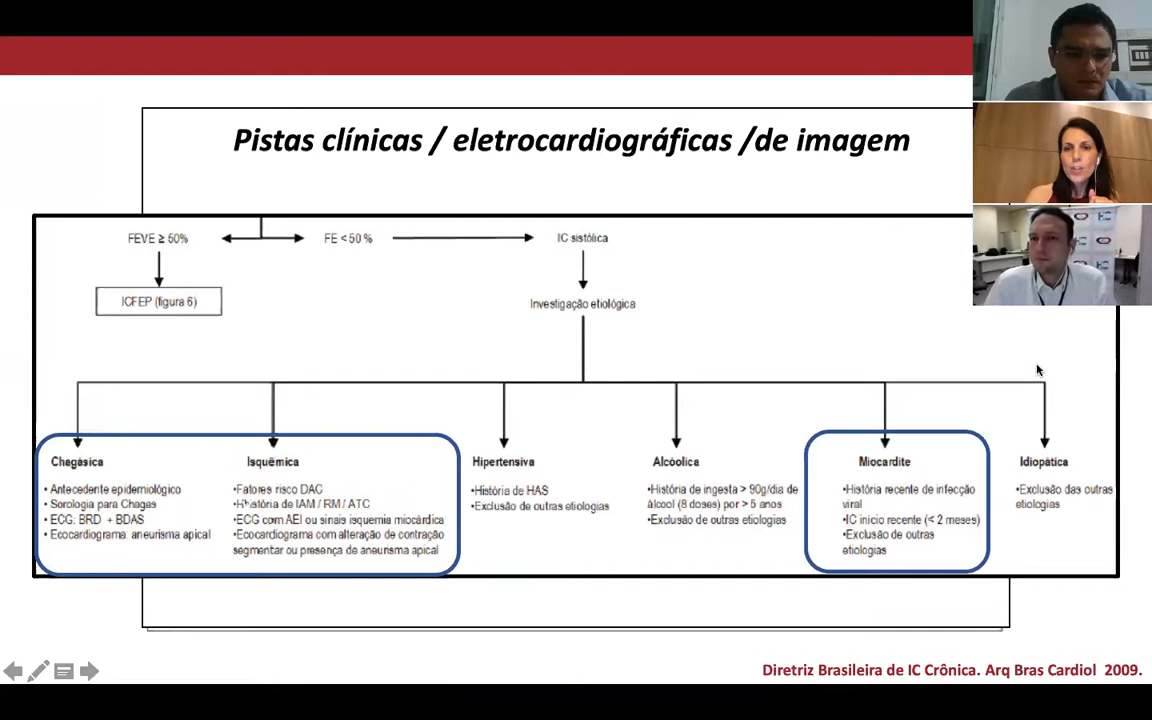 Pistas clínicas / eletrocardiográficas /de imagem
FEVE ≥ 50%
FE < 50 %
IC sistólica
ICFEP (figura 6)
Investigação etiológica
Chagásica
• Antecedente epidemiológico
• Sorologia para Chagas
• ECG: BRD + BDAS
• Ecocardiograma: aneurisma apical
Isquêmica
•Fatores risco DAC
•História de IAM / RM / ATC
•ECG com AEI ou sinais isquemia miocárdica
•Ecocardiograma com alteração de contração
segmentar ou presença de aneurisma apical
Hipertensiva
•História de HAS
•Exclusão de outras etiologias
Alcóolica
•História de ingesta > 90g/dia de
álcool (8 doses) por > 5 anos
•Exclusão de outras etiologias
Miocardite
•História recente de infecção
viral
•IC início recente (< 2 meses)
•Exclusão de outras
etiologias
Idiopática
•Exclusão das outras
etiologias
Diretriz Brasileira de IC Crônica. Arq Bras Cardiol 2009.